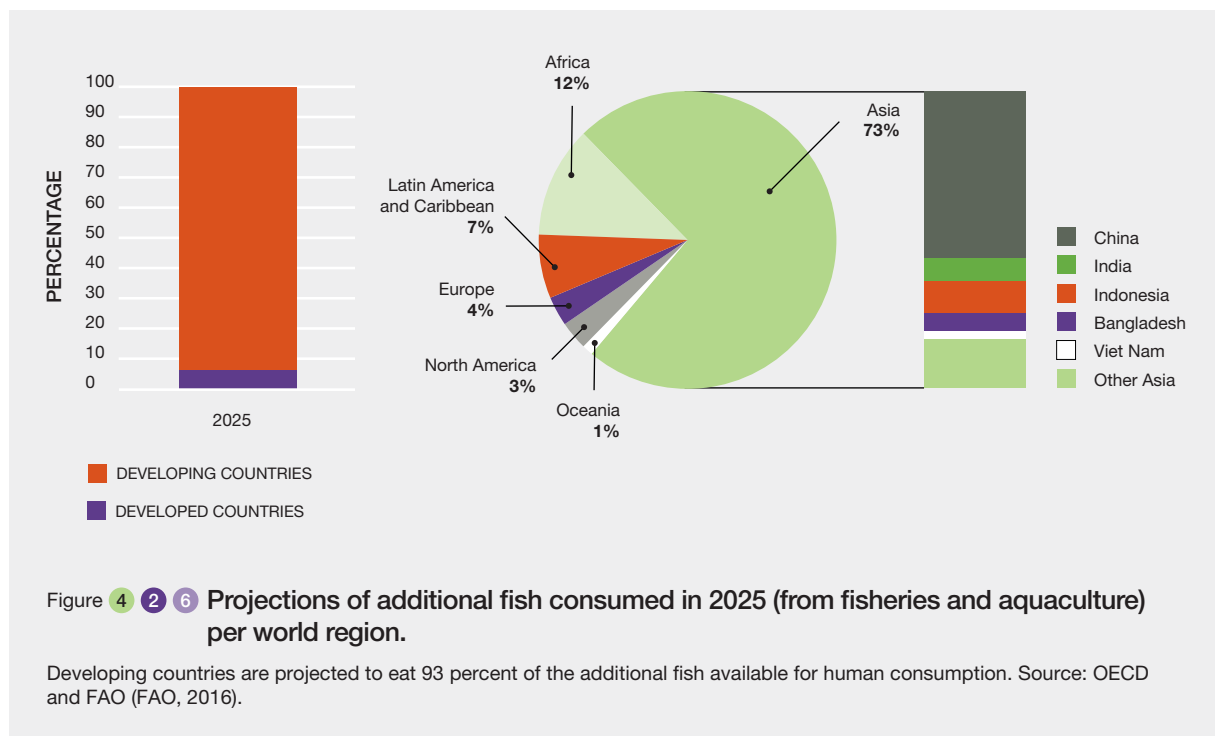 100
90
80
70
60
50
40
30
20
10
0
PERCENTAGE
2025
DEVELOPING COUNTRIES
DEVELOPED COUNTRIES
Africa
12%
Asia
73%
Latin America
and Caribbean
7%
Europe
4%
North America
3%
Oceania
1%
China
India
Indonesia
Bangladesh
Viet Nam
Other Asia
Figure 4 2 6 Projections of additional fish consumed in 2025 (from fisheries and aquaculture)
per world region.
Developing countries are projected to eat 93 percent of the additional fish available for human consumption. Source: OECD
and FAO (FAO, 2016).